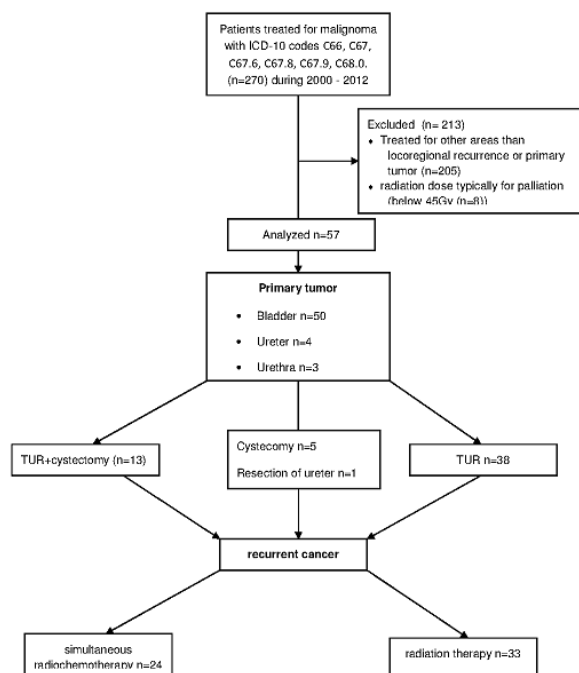 Patients treated for malignoma
with ICD-10 codes C66, C67,
C67.6, C67.8, C67.9, C68.0.
(n=270) during 2000 - 2012
Excluded (n= 213)
• Treated for other areas than
locoregional recurrence or primary
tumor (n=205)
• radiation dose typically for palliation
(below 45Gy (n=8))
Analyzed n=57
Primary tumor
• Bladder n=50
• Ureter n=4
• Urethra n=3
TUR+cystectomy (n=13)
Cystecomy n=5
Resection of ureter n=1
TUR n=38
recurrent cancer
simultaneous
radiochemotherapy n=24
radiation therapy n=33